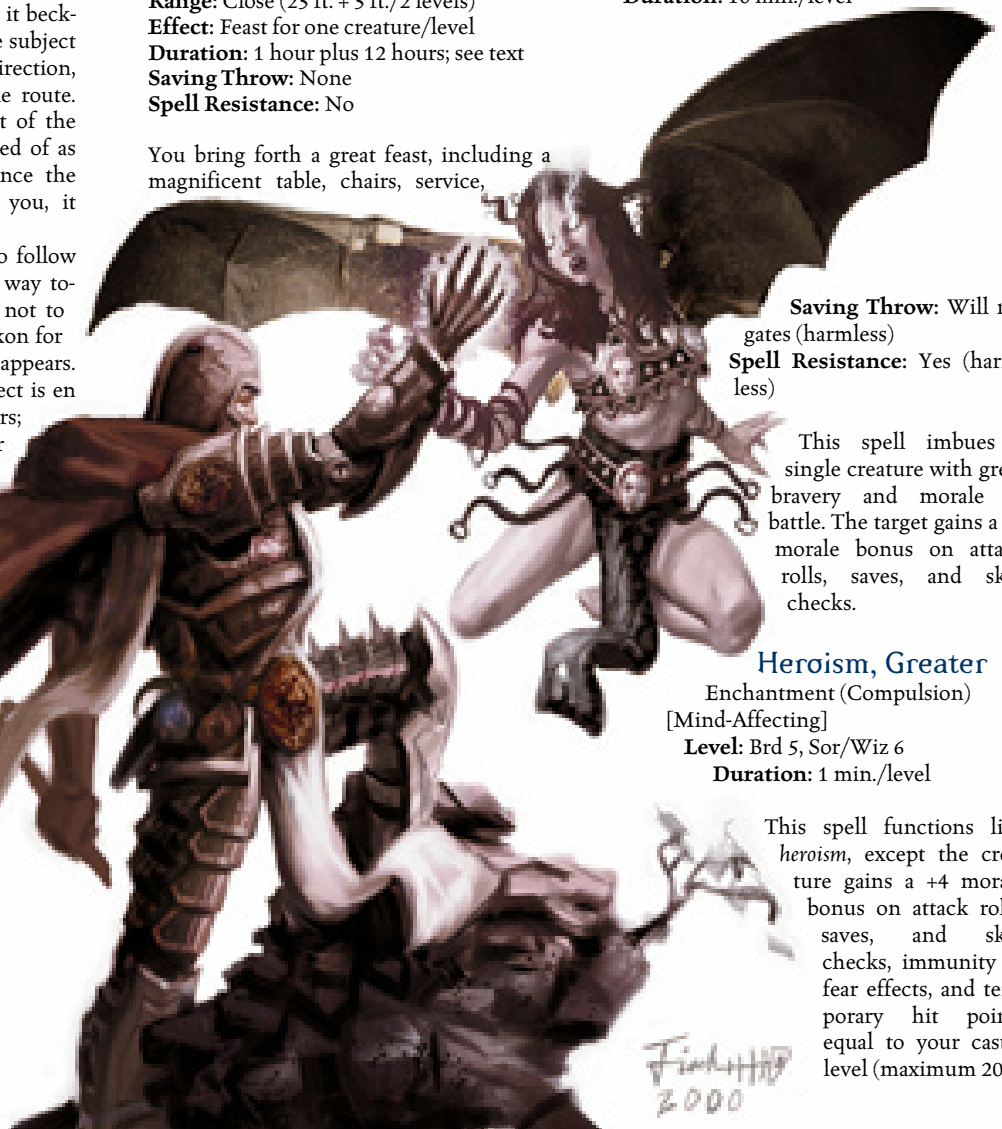 it beck-
subject
irection,
route.
t of the
ed of as
nce the
you, it
o follow
way to-
not to
for
appears.
ect is en
rs;
r
Range: Close (25 ft. + 5 ft./2 levels)
Effect: Feast for one creature/level
Duration: 1 hour plus 12 hours; see text
Saving Throw: None
Spell Resistance: No
You bring forth a great feast, including a
magnificent table, chairs, service,
Duration: 10 min./level
Saving Throw: Will
gates (harmless)
Spell Resistance: Yes (har
less)
This spell imbues
single creature with gre
bravery and morale
battle. The target gains a
morale bonus on atta
rolls, saves, and sk
checks.
Heroism, Greater
Enchantment (Compulsion)
[Mind-Affecting]
Level: Brd 5, Sor/Wiz 6
Duration: 1 min./level
This spell functions li
heroism, except the cre
ture gains a +4 mora
bonus on attack rol
saves, and sk
checks, immunity
fear effects, and te
porary hit poin
equal to your cast
level (maximum 20
2000